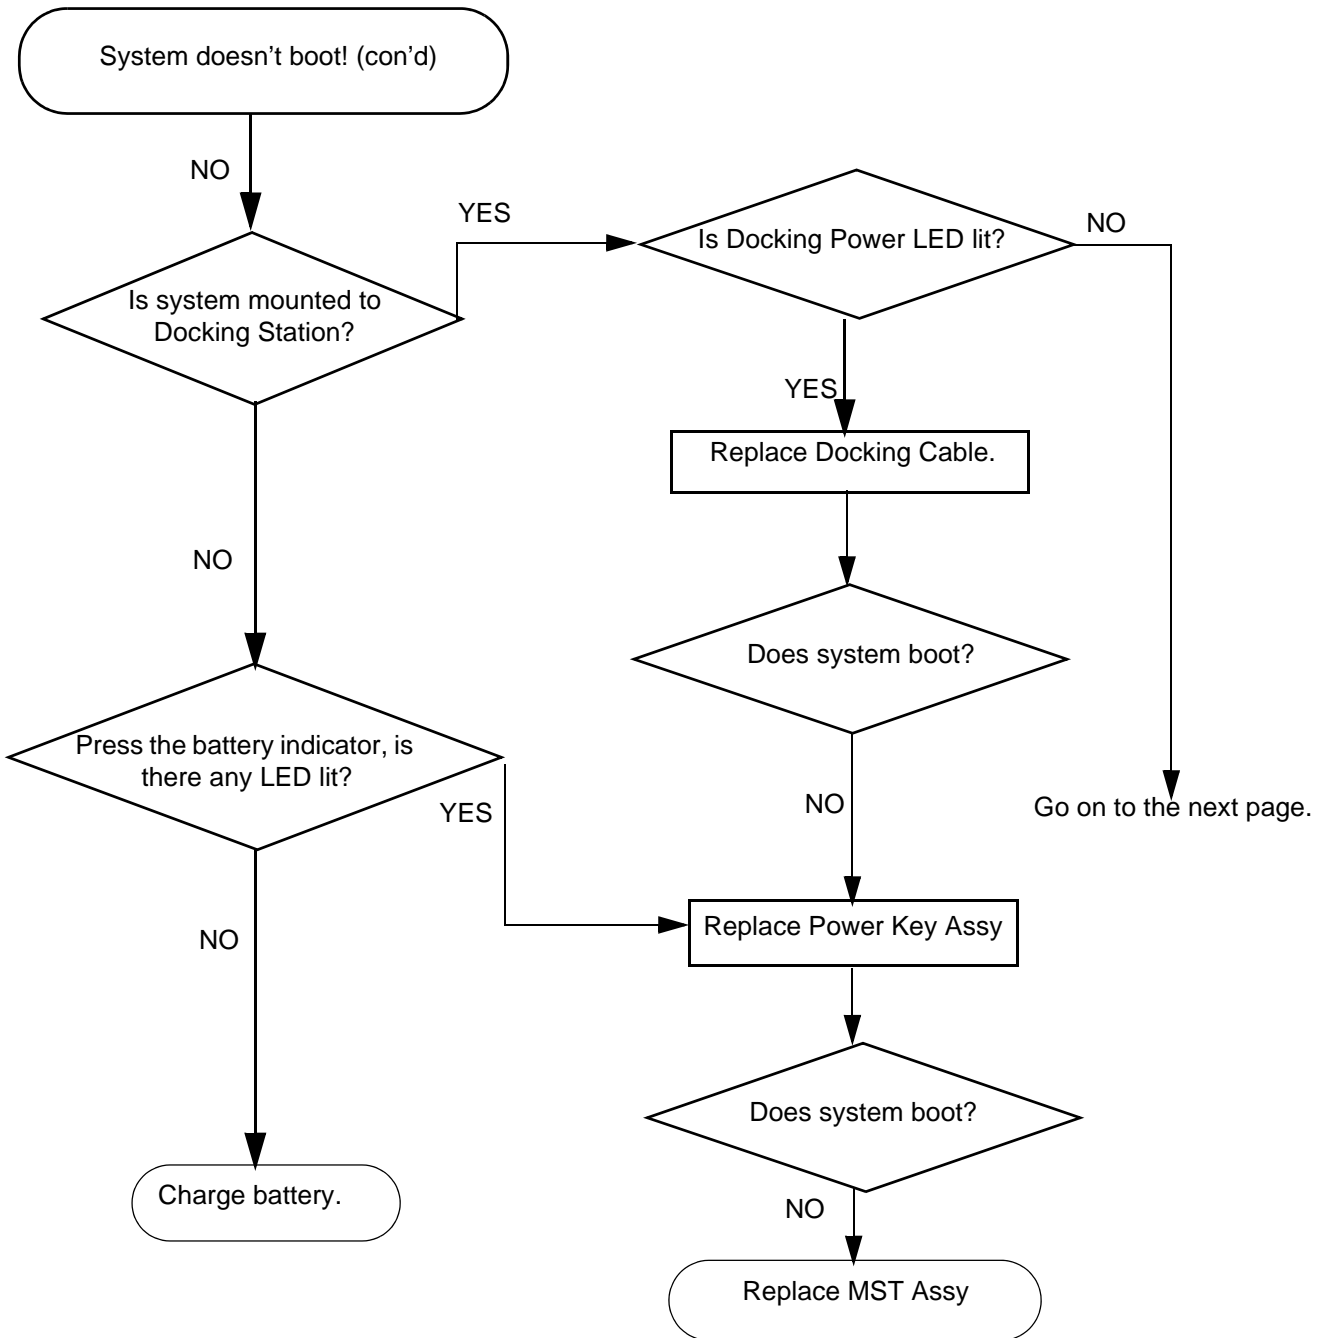 System doesn't boot! (con'd)
NO
Is system mounted to
Docking Station?
YES
Is Docking Power LED lit?
NO
YES
Replace Docking Cable.
NO
Does system boot?
Press the battery indicator, is
there any LED lit?
YES
NO
Go on to the next page.
Replace Power Key Assy
NO
Does system boot?
Charge battery.
NO
Replace MST Assy